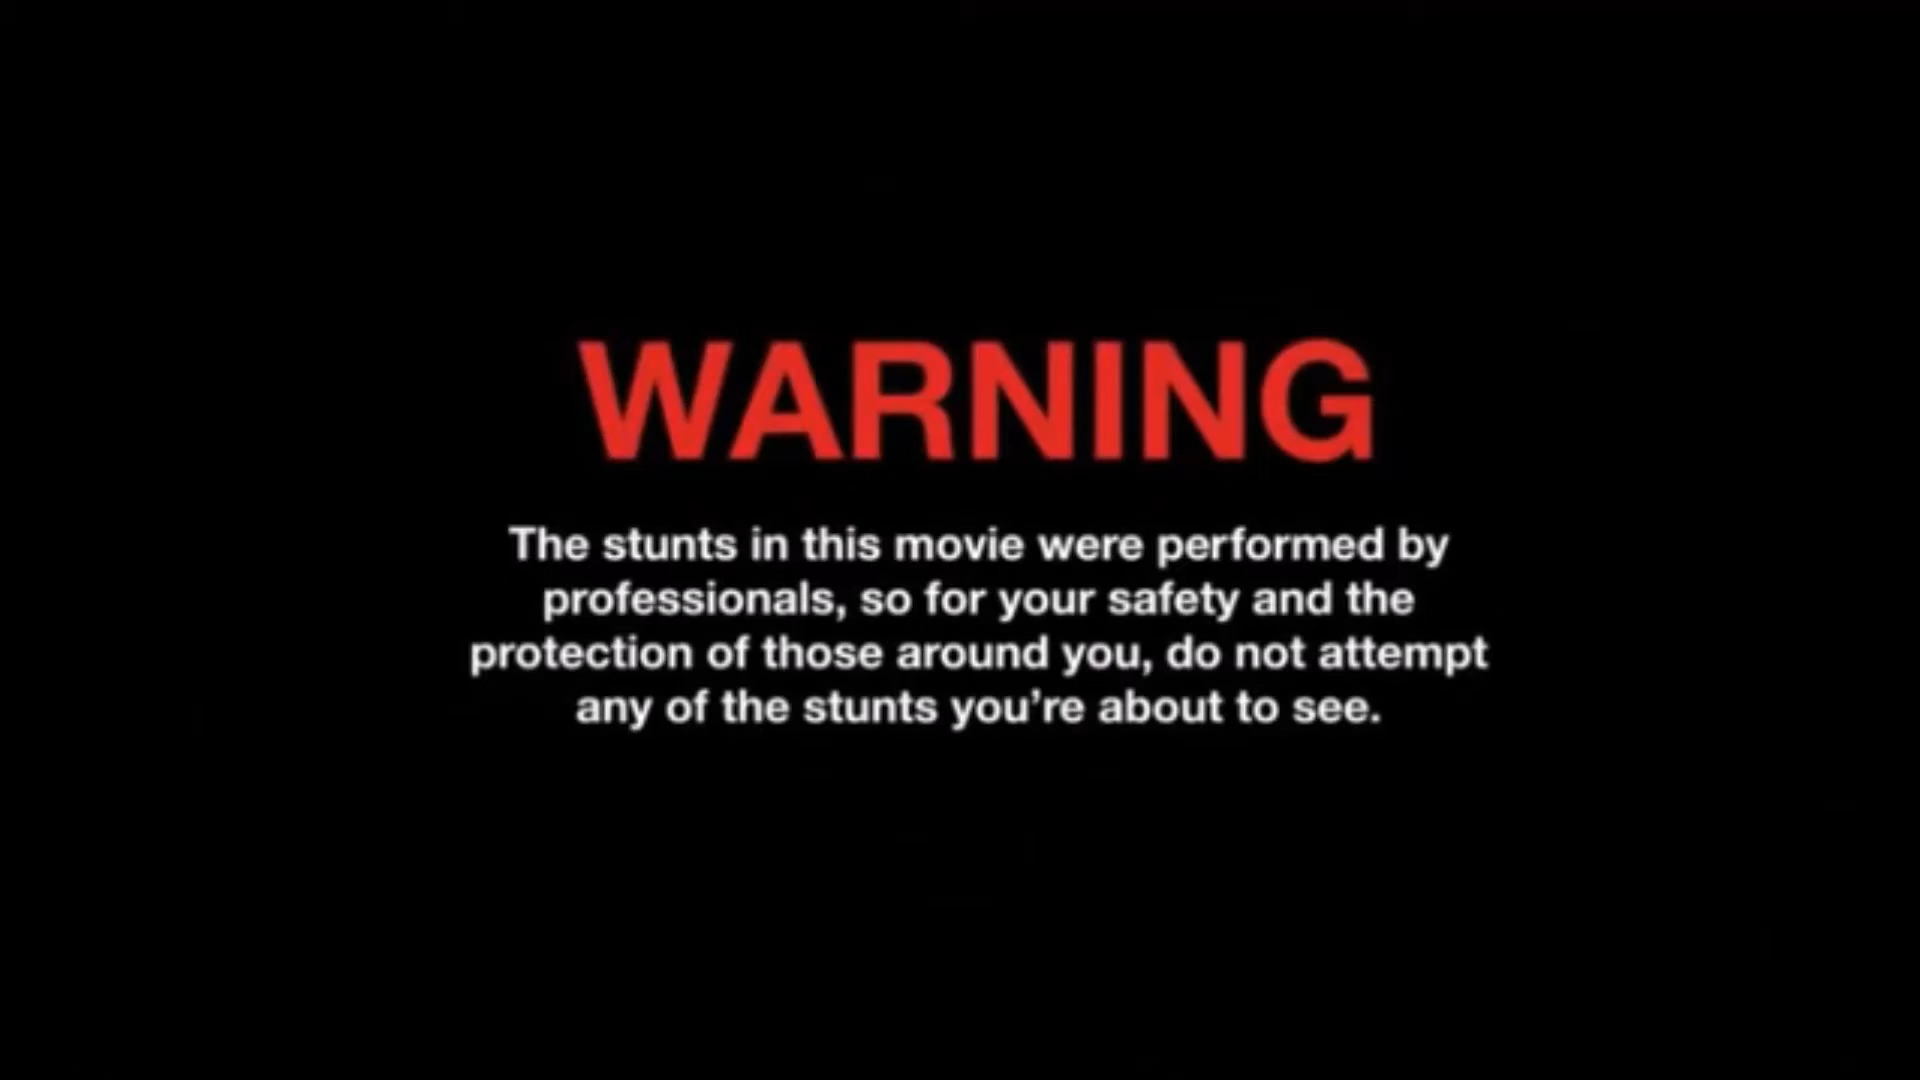 WARNING
The stunts in this movie were performed by
professionals, so for your safety and the
protection of those around you, do not attempt
any of the stunts you’re about to see.